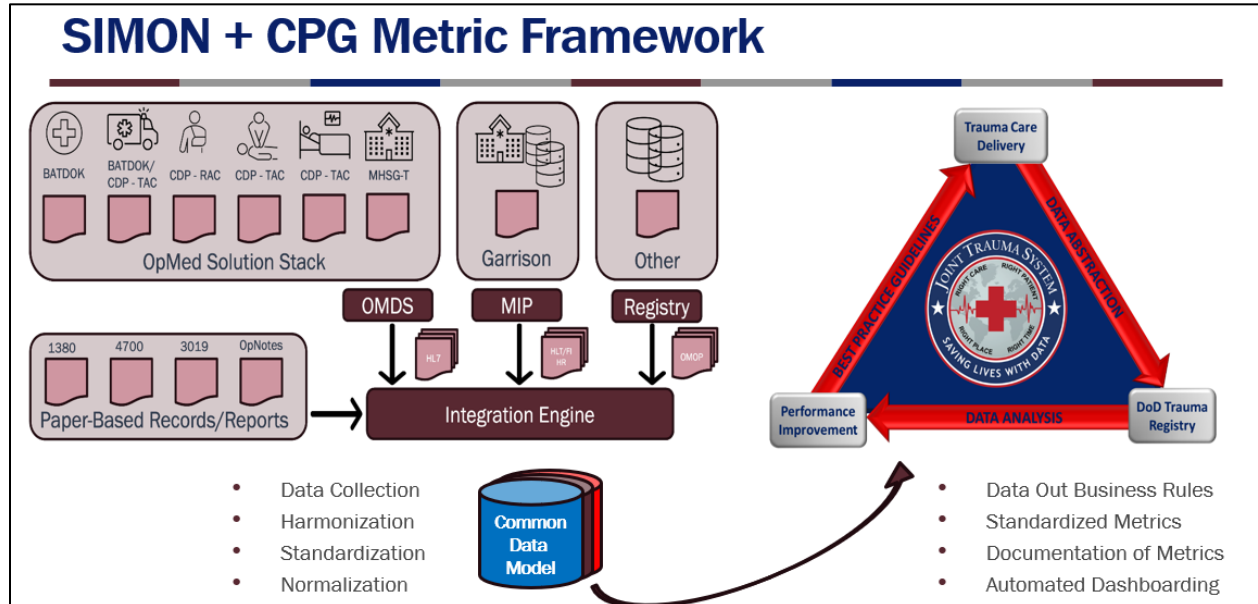 SIMON + CPG Metric Framework
BATDOK
BATDOK/
CDP - TAC
CDP - RAC
CDP - TAC
CDP - TAC
MHSG-T
OpMed Solution Stack
Garrison
Other
OMDS
MIP
Registry
HL7
HLT/FI
HR
OMOP
1380
4700
3019
OpNotes
Paper-Based Records/Reports
Integration Engine
Trauma Care
Delivery
BEST PRACTICE GUIDELINES
DATA ABSTRACTION
JOINT TRAUMA SYSTEM
RIGHT CARE
RIGHT PATIENT
RIGHT PLACE
RIGHT TIME
SAVING LIVES WITH DATA
Performance
Improvement
DATA ANALYSIS
DoD Trauma
Registry
• Data Collection
• Harmonization
• Standardization
• Normalization
Common
Data
Model
• Data Out Business Rules
• Standardized Metrics
• Documentation of Metrics
• Automated Dashboarding